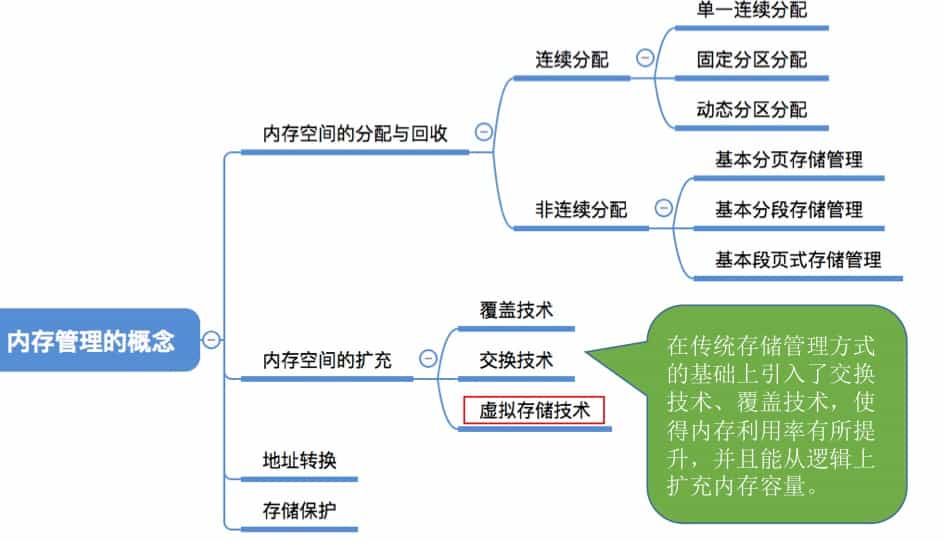 单一连续分配
连续分配
固定分区分配
动态分区分配
内存空间的分配与回收
基本分页存储管理
非连续分配
基本分段存储管理
基本段页式存储管理
内存管理的概念
覆盖技术
内存空间的扩充
交换技术
虚拟存储技术
在传统存储管理方式
的基础上引入了交换
技术、覆盖技术，使
得内存利用率有所提
升，并且能从逻辑上
扩充内存容量。
地址转换
存储保护